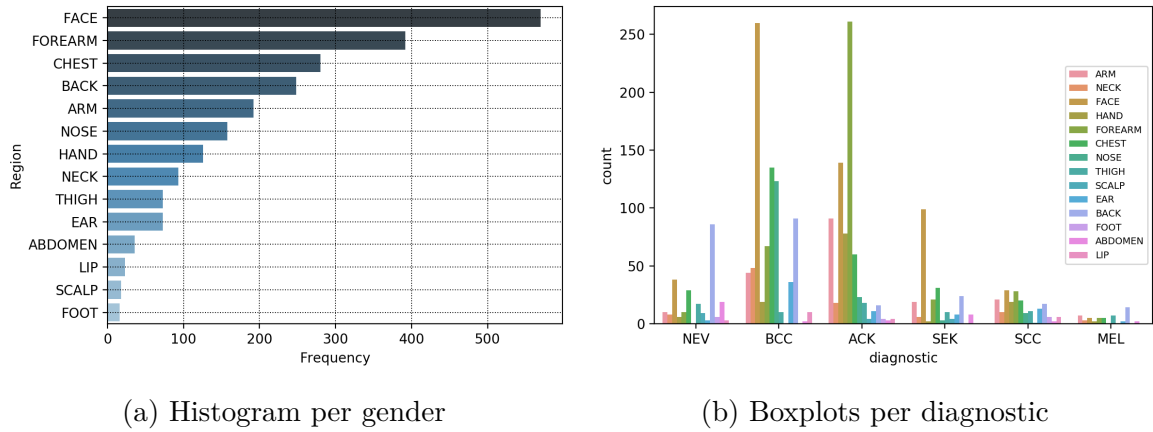 FACE
FOREARM
CHEST
BACK
ARM
NOSE
HAND
NECK
THIGH
EAR
ABDOMEN
LIP
SCALP
FOOT
Region
0 100 200 300 400 500
Frequency
(a) Histogram per gender
250
200
150
100
50
0
count
ARM
NECK
FACE
HAND
FOREARM
CHEST
NOSE
THIGH
SCALP
EAR
BACK
FOOT
ABDOMEN
LIP
NEV BCC ACK SEK SCC MEL
diagnostic
(b) Boxplots per diagnostic